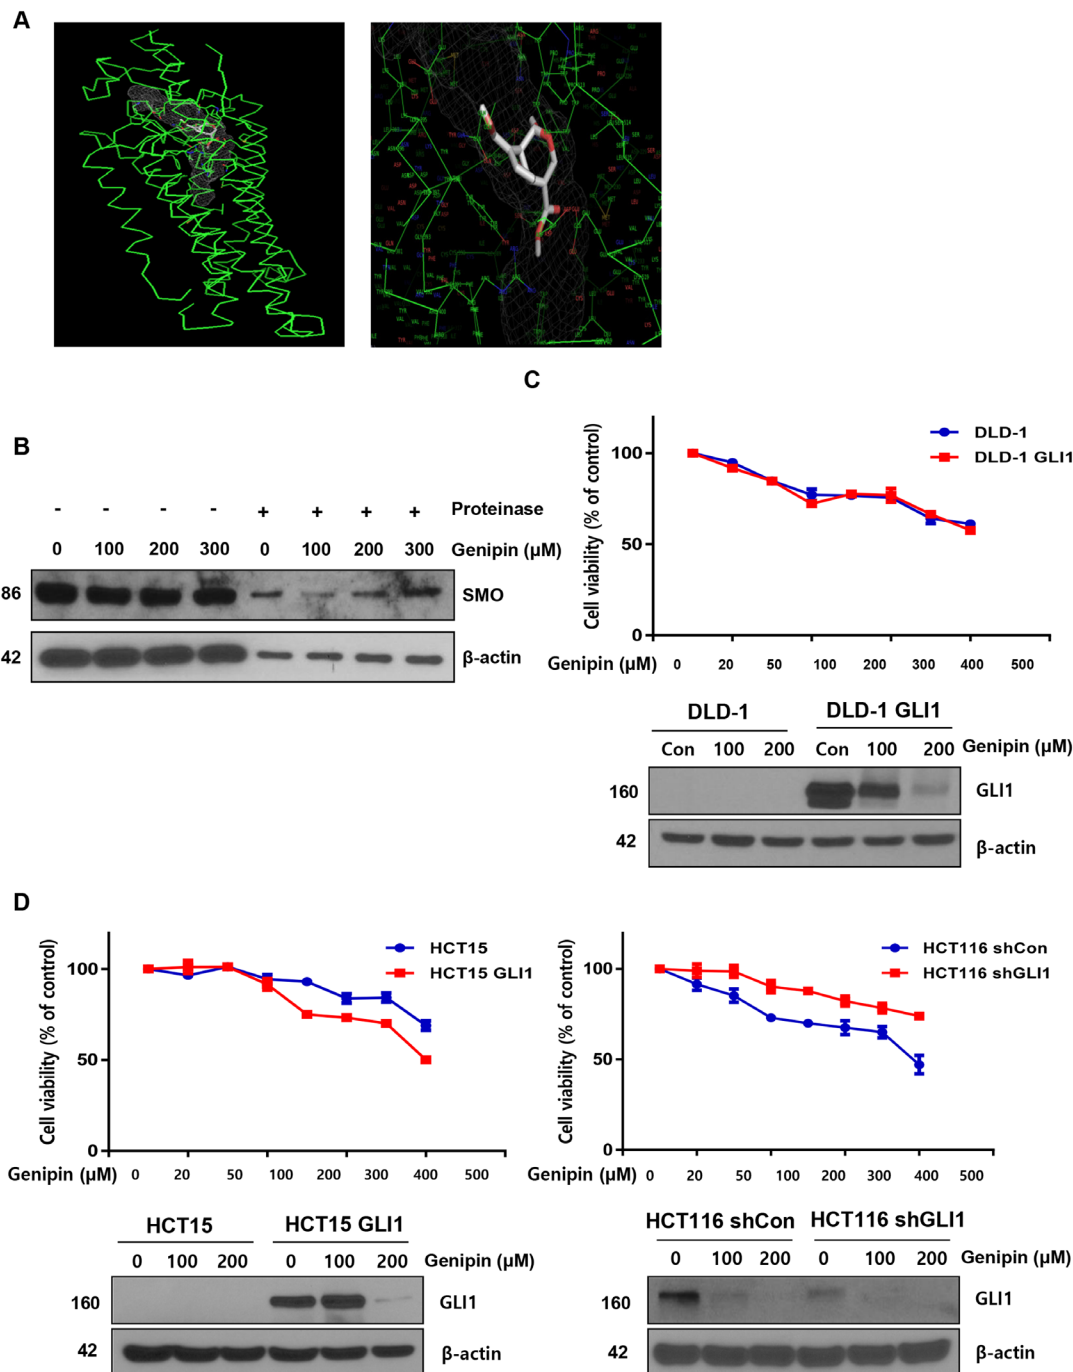 A
B
- - - - + + + + Proteinase
0 100 200 300 0 100 200 300 Genipin (µM)
86 SMO
42 β-actin
C
Cell viability (% of control)
100
50
0
DLD-1
DLD-1 GLI1
Genipin (µM) 0 20 50 100 200 300 400 500
DLD-1 DLD-1 GLI1
Con 100 200 Con 100 200 Genipin (µM)
160 GLI1
42 β-actin
D
Cell viability (% of control)
100
50
0
HCT15
HCT15 GLI1
Genipin (µM) 0 20 50 100 200 300 400 500
HCT15 HCT15 GLI1
0 100 200 0 100 200 Genipin (µM)
160 GLI1
42 β-actin
Cell viability (% of control)
100
50
0
HCT116 shCon
HCT116 shGLI1
Genipin (µM) 0 20 50 100 200 300 400 500
HCT116 shCon HCT116 shGLI1
0 100 200 0 100 200 Genipin (µM)
160 GLI1
42 β-actin